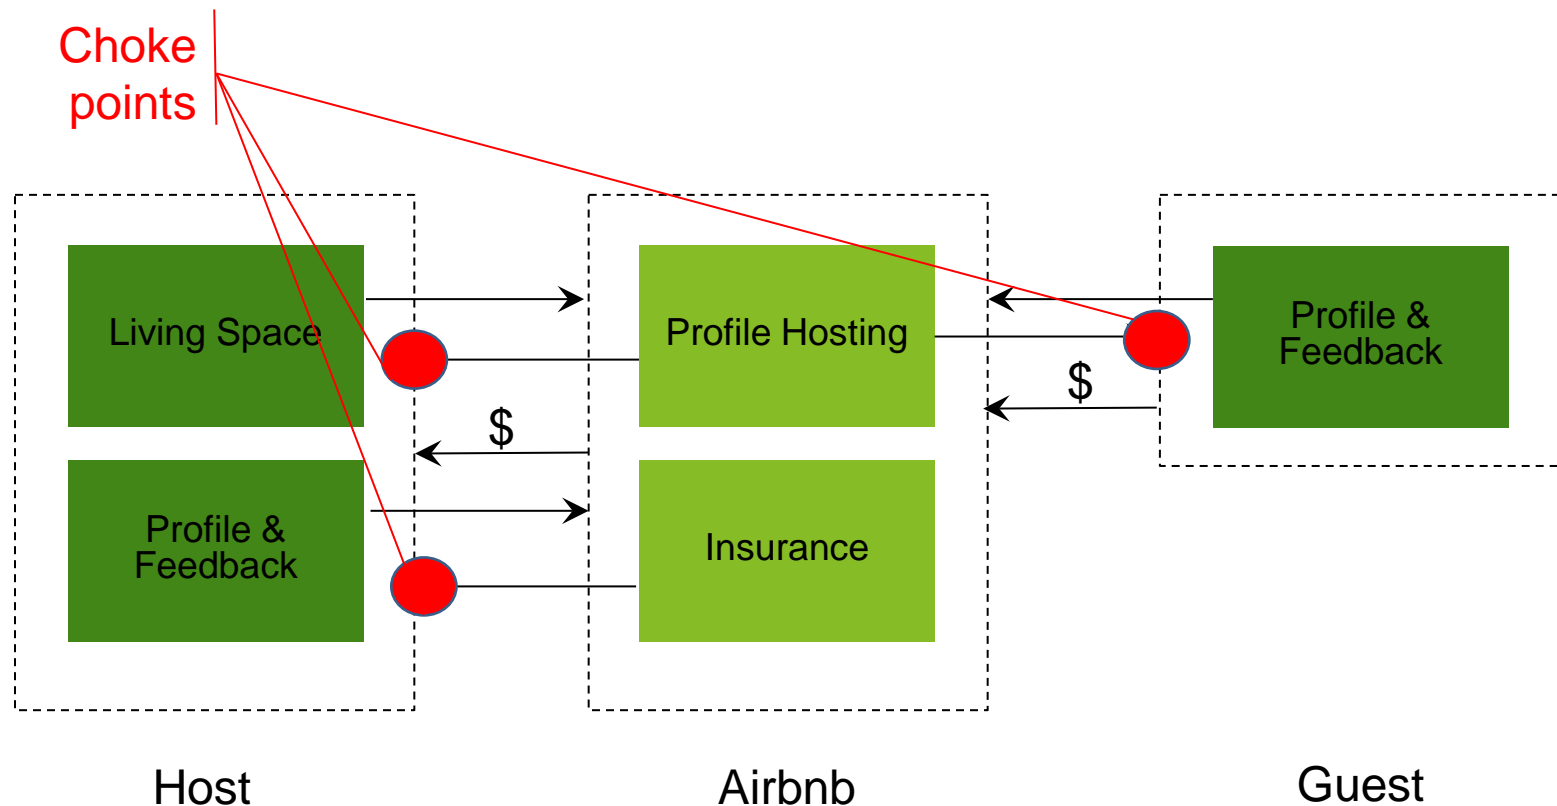 Choke
points
Living Space
Profile Hosting
Profile &
Feedback
$
$
Profile &
Feedback
Insurance
Host
Airbnb
Guest